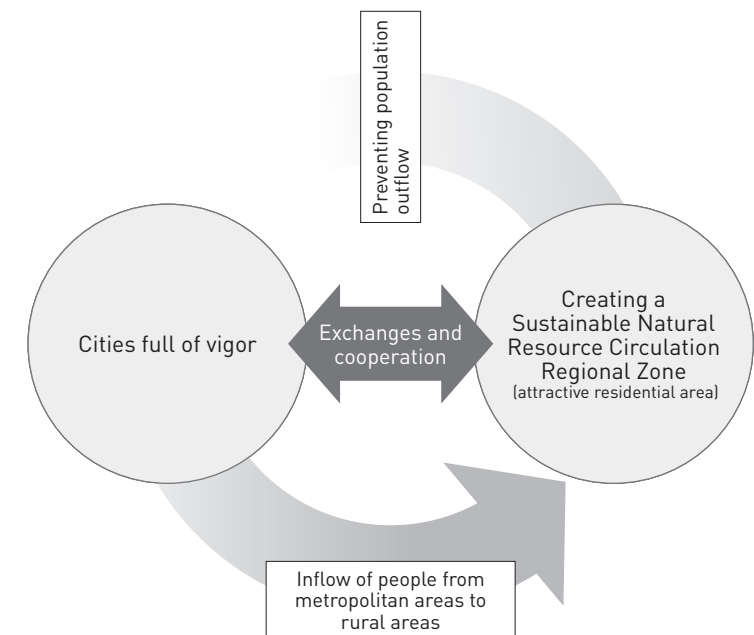 Preventing population
outflow
Cities full of vigor
Exchanges and
cooperation
Creating a
Sustainable Natural
Resource Circulation
Regional Zone
(attractive residential area)
Inflow of people from
metropolitan areas to
rural areas